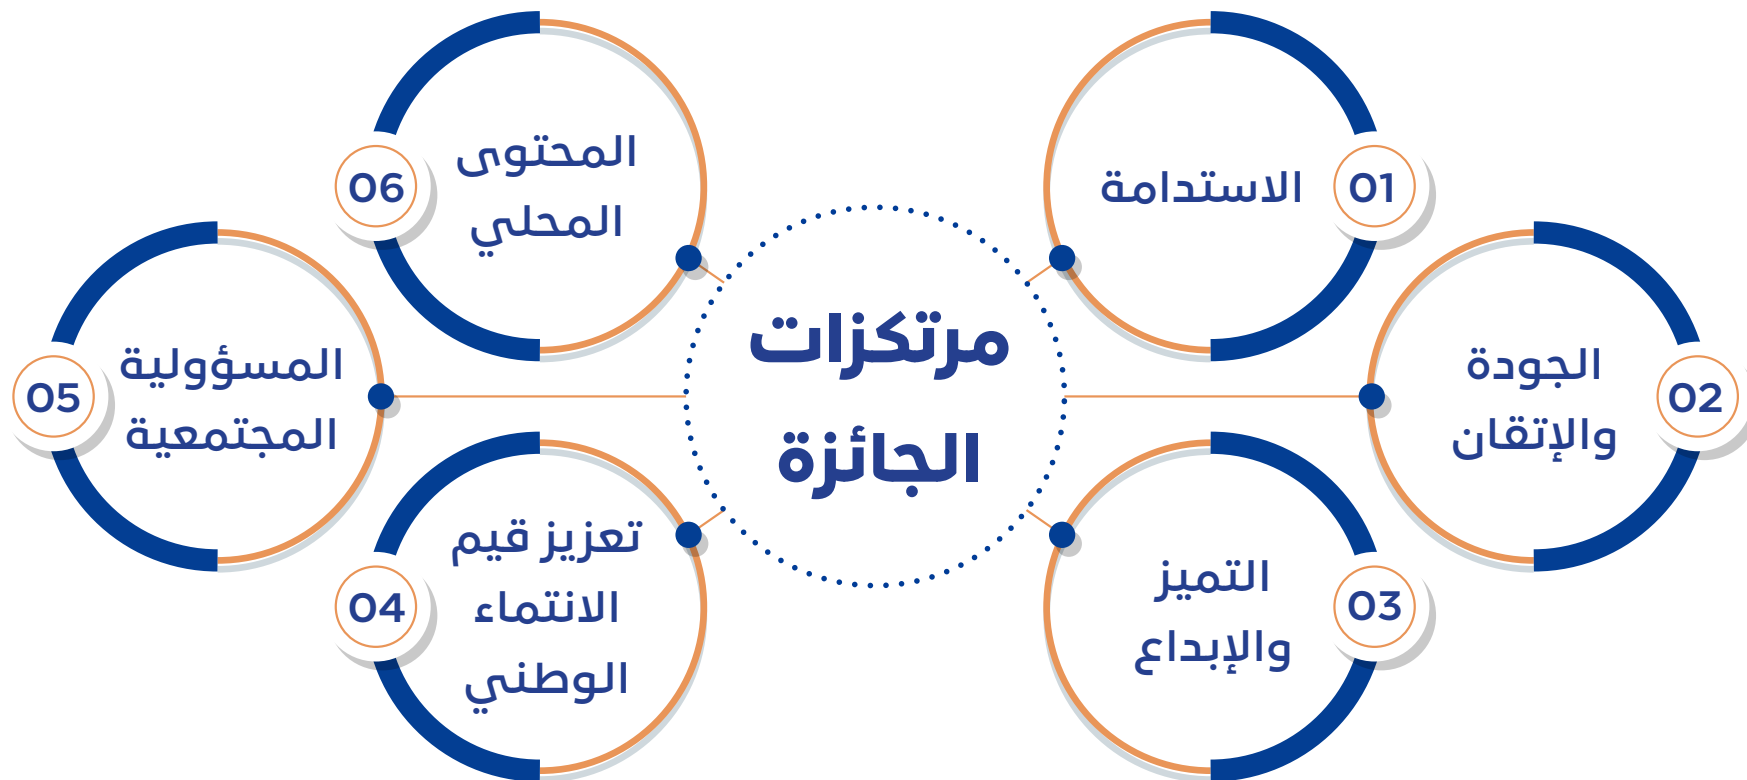 مرتكزات
الجائزة
01
الاستدامة
02
الجودة
والإتقان
03
التميز
والإبداع
04
تعزيز قيم
الانتماء
الوطني
05
المسؤولية
المجتمعية
06
المحتوى
المحلي